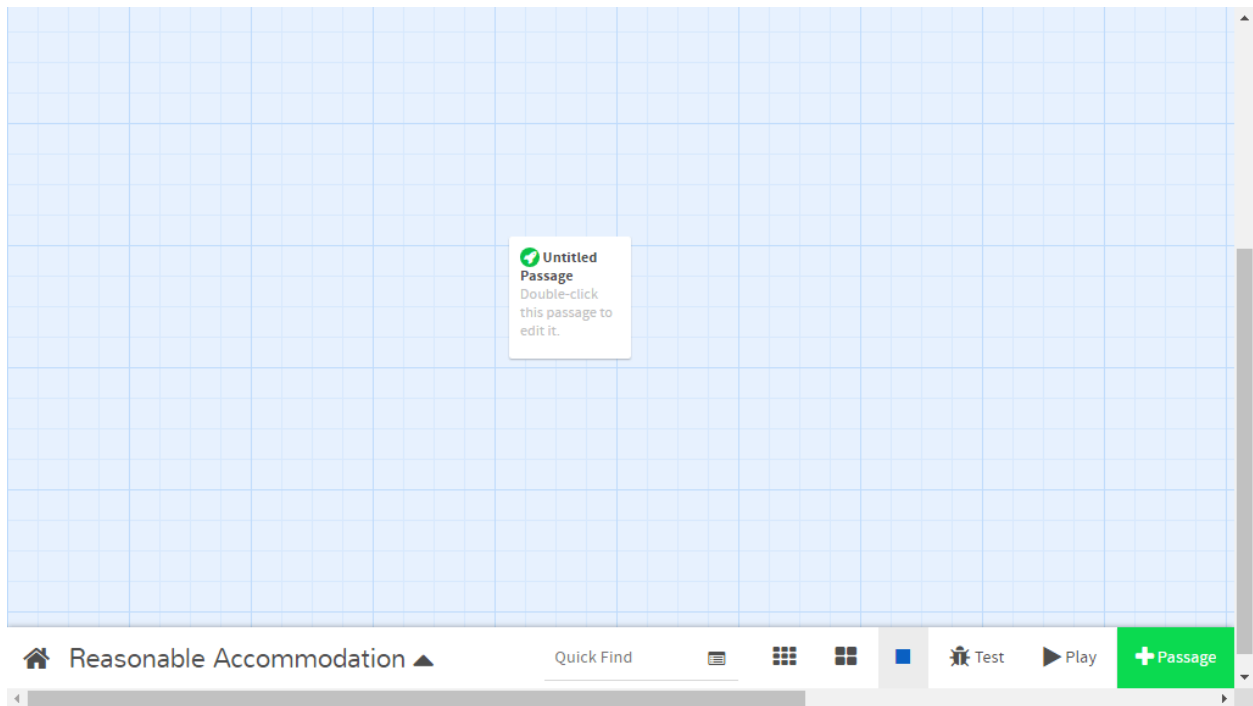 Untitled
Passage
Double-click
this passage to
edit it.
Reasonable Accommodation
Quick Find
Test
Play
Passage